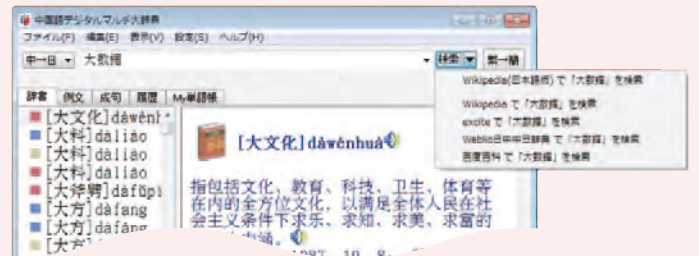 中国語デジタルマルチ大辞典
ファイル(F) 編集(E) 表示(V) 設定(S) ヘルプ(H)
中→日 大数据 検索 繁→簡
Wikipedia(日本語版) で「大数据」を検索
Wikipedia で「大数据」を検索
excite で「大数据」を検索
Weblio日中中日辞典 で「大数据」を検索
百度百科 で「大数据」を検索
辞書 例文 成句 履歴 My単語帳
[大文化]dàwénh
[大料]dàliào
[大料]dàliào
[大料]dàliào
[大斧劈]dàfǔpī
[大方]dàfang
[大方]dàfāng
[大方]
[大文化]dàwénhuà
指包括文化、教育、科技、卫生、体育等
在内的全方位文化，以满足全体人民在社
会主义条件下求乐、求知、求美、求富的
内涵。
1987. 10. 8.